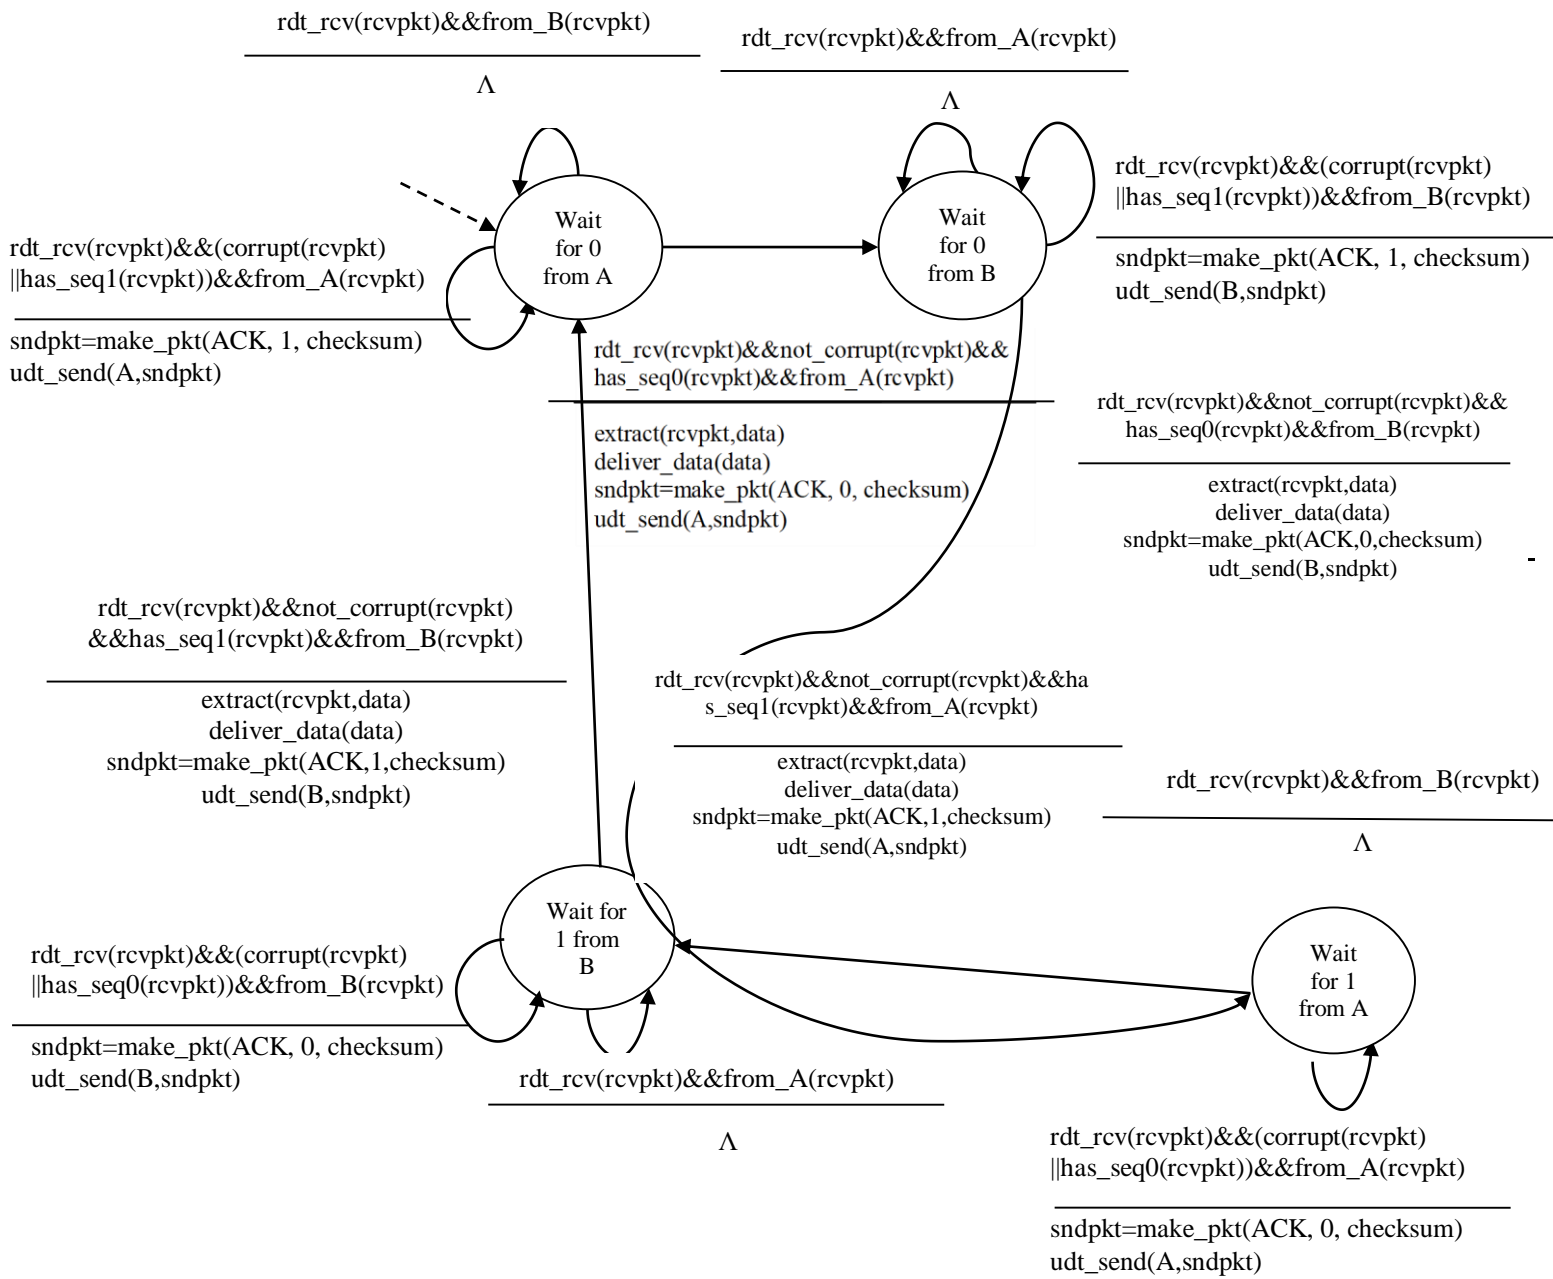 rdt_rcv(rcvpkt)&&from_B(rcvpkt)
Λ
rdt_rcv(rcvpkt)&&from_A(rcvpkt)
Λ
rdt_rcv(rcvpkt)&&(corrupt(rcvpkt)
||has_seq1(rcvpkt))&&from_B(rcvpkt)
sndpkt=make_pkt(ACK, 1, checksum)
udt_send(B,sndpkt)
Wait
for 0
from A
Wait
for 0
from B
rdt_rcv(rcvpkt)&&(corrupt(rcvpkt)
||has_seq1(rcvpkt))&&from_A(rcvpkt)
sndpkt=make_pkt(ACK, 1, checksum)
udt_send(A,sndpkt)
rdt_rcv(rcvpkt)&&not_corrupt(rcvpkt)&&
has_seq0(rcvpkt)&&from_A(rcvpkt)
extract(rcvpkt,data)
deliver_data(data)
sndpkt=make_pkt(ACK, 0, checksum)
udt_send(A,sndpkt)
rdt_rcv(rcvpkt)&&not_corrupt(rcvpkt)&&
has_seq0(rcvpkt)&&from_B(rcvpkt)
extract(rcvpkt,data)
deliver_data(data)
sndpkt=make_pkt(ACK,0,checksum)
udt_send(B,sndpkt)
-
rdt_rcv(rcvpkt)&&not_corrupt(rcvpkt)
&&has_seq1(rcvpkt)&&from_B(rcvpkt)
extract(rcvpkt,data)
deliver_data(data)
sndpkt=make_pkt(ACK,1,checksum)
udt_send(B,sndpkt)
rdt_rcv(rcvpkt)&&not_corrupt(rcvpkt)&&ha
s_seq1(rcvpkt)&&from_A(rcvpkt)
extract(rcvpkt,data)
deliver_data(data)
sndpkt=make_pkt(ACK,1,checksum)
udt_send(A,sndpkt)
rdt_rcv(rcvpkt)&&from_B(rcvpkt)
Λ
Wait for
1 from
B
Wait
for 1
from A
rdt_rcv(rcvpkt)&&(corrupt(rcvpkt)
||has_seq0(rcvpkt))&&from_B(rcvpkt)
sndpkt=make_pkt(ACK, 0, checksum)
udt_send(B,sndpkt)
rdt_rcv(rcvpkt)&&from_A(rcvpkt)
Λ
rdt_rcv(rcvpkt)&&(corrupt(rcvpkt)
||has_seq0(rcvpkt))&&from_A(rcvpkt)
sndpkt=make_pkt(ACK, 0, checksum)
udt_send(A,sndpkt)